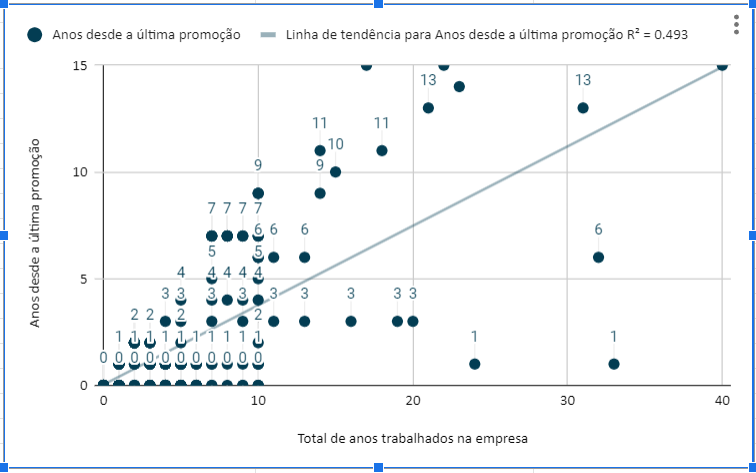 Anos desde a última promoção Linha de tendência para Anos desde a última promoção R² = 0.493
15
13 13
11 11
10
10
9 9
7 7 7 7
6 6 6 6
5 5
5
4 4 4 4 4
3 3 3 3 3 3 3 3 3
2 2 2 2
1 1 1 1 1 1 1 1 1 1
0 0 0 0 0 0 0 0 0 0 0
0
0 10 20 30 40
Anos desde a última promoção
Total de anos trabalhados na empresa